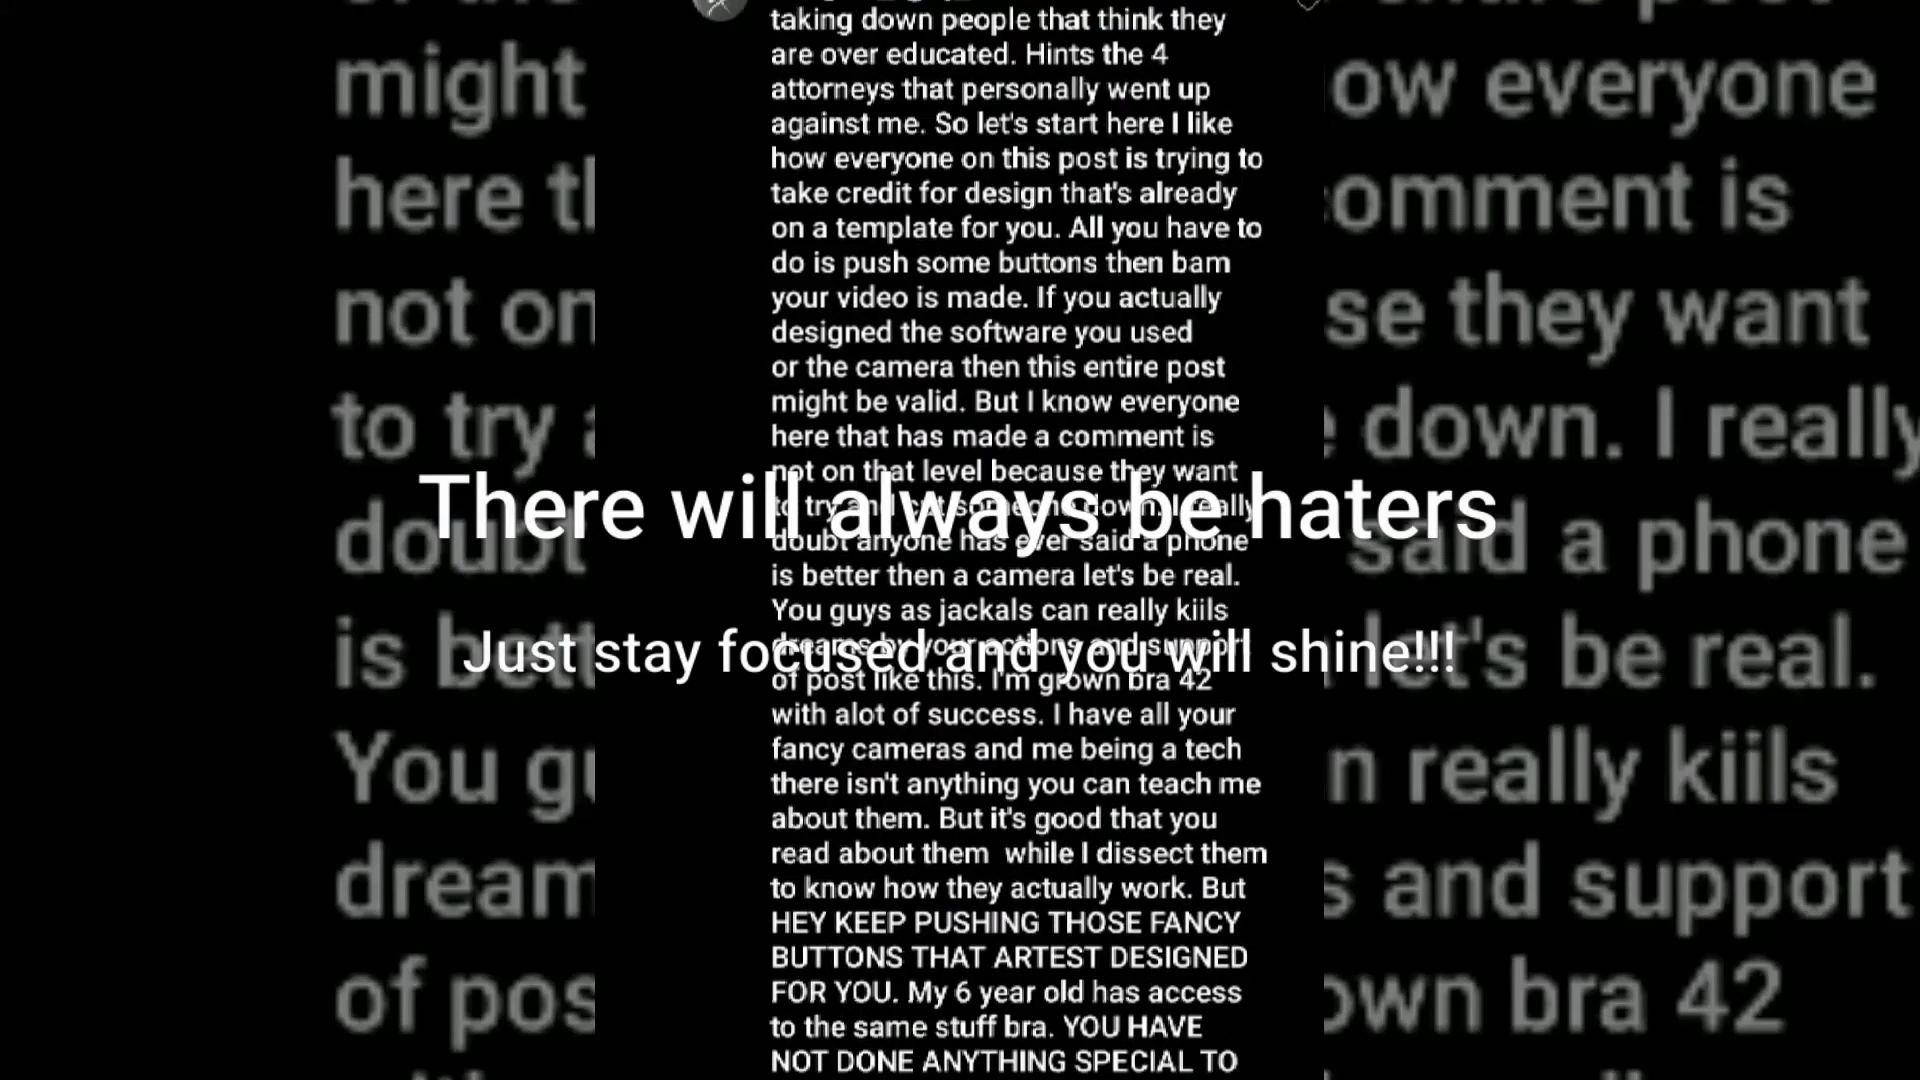 taking down people that think they
are over educated. Hints the 4
attorneys that personally went up
against me. So let's start here I like
how everyone on this post is trying to
take credit for design that's already
on a template for you. All you have to
do is push some buttons then bam
your video is made. If you actually
designed the software you used
or the camera then this entire post
might be valid. But I know everyone
here that has made a comment is
not on that level because they want
to try and cut someone down. I really
doubt anyone has ever said a phone
is better then a camera let's be real.
You guys as jackals can really kiils
dreams by your actions and support
of post like this. I'm grown bra 42
with alot of success. I have all your
fancy cameras and me being a tech
there isn't anything you can teach me
about them. But it's good that you
read about them while I dissect them
to know how they actually work. But
HEY KEEP PUSHING THOSE FANCY
BUTTONS THAT ARTEST DESIGNED
FOR YOU. My 6 year old has access
to the same stuff bra. YOU HAVE
NOT DONE ANYTHING SPECIAL TO
There will always be haters
Just stay focused and you will shine!!!
might
here th
not on
to try
doubt
is bett
You gu
dream
of pos
ow everyone
omment is
se they want
down. I really
said a phone
let's be real.
n really kiils
s and support
own bra 42